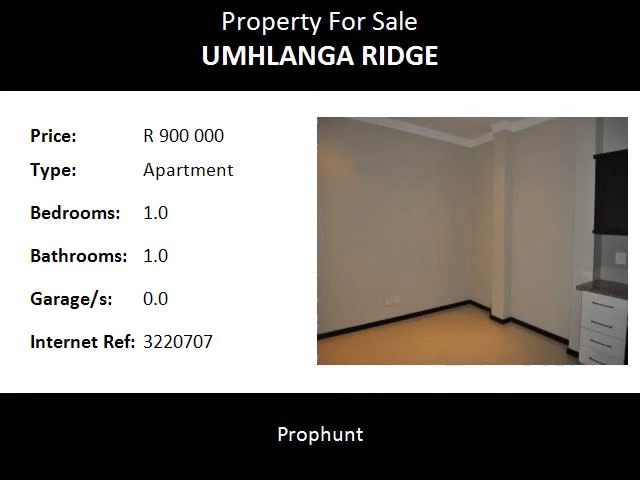 Property For Sale
UMHLANGA RIDGE
Price: R 900 000
Type: Apartment
Bedrooms: 1.0
Bathrooms: 1.0
Garage/s: 0.0
Internet Ref: 3220707
Prophunt